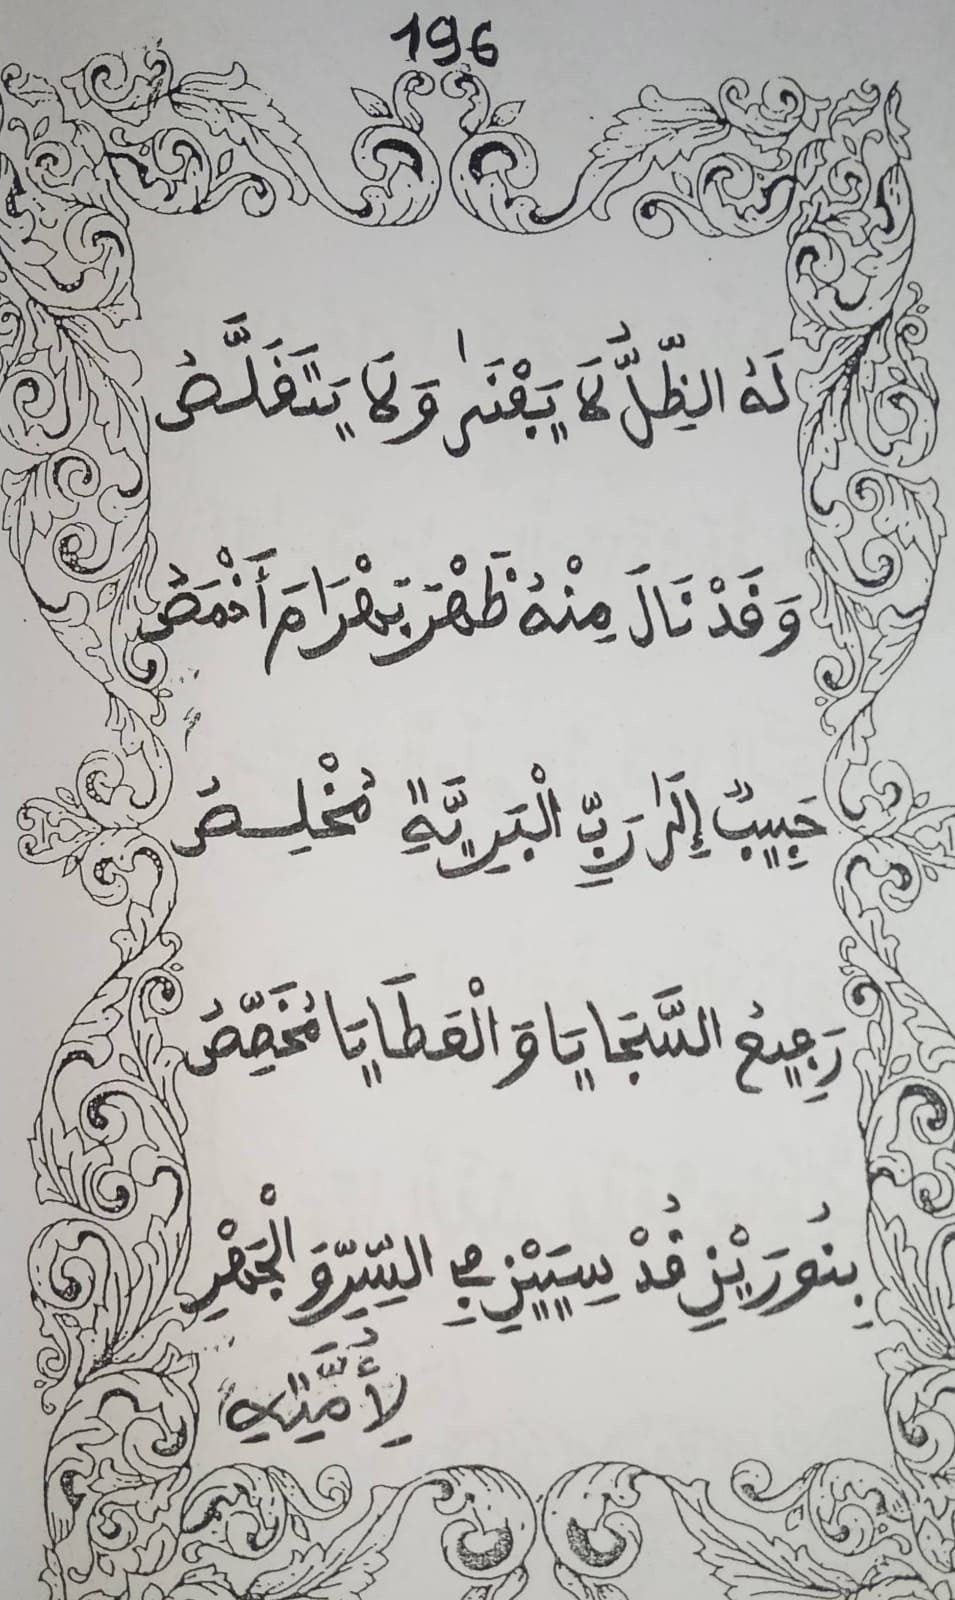 196
لَهُ الظِّلُّ لَا يَبْفَىٰ وَلَا يَتَفَلَّصُ
وَفَدْ نَالَ مِنْهُ ظَهْرَ بَهْرَامَ أَخْمَصُ
حَبِيبٌ إِلَىٰ رَبِّ الْبَرِيَّةِ مُخْلِصُ
رَفِيعُ السَّجَايَا وَالْعَطَايَا مُخَصِّصُ
بِنُورَيْنِ فُدْسِيَيْنِ فِي السِّرِّ وَالْجَهْرِ
لِأُمَّتِهِ